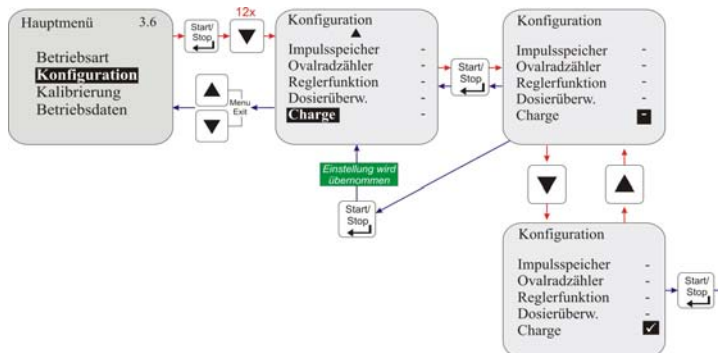 Hauptmenü 3.6
Betriebsart
Konfiguration
Kalibrierung
Betriebsdaten
Start/
Stop
12x
Menu
Exit
Konfiguration
Impulsspeicher -
Ovalradzähler -
Reglerfunktion -
Dosierüberw. -
Charge -
Start/
Stop
Konfiguration
Impulsspeicher -
Ovalradzähler -
Reglerfunktion -
Dosierüberw. -
Charge -
Einstellung wird
übernommen
Start/
Stop
Konfiguration
Impulsspeicher -
Ovalradzähler -
Reglerfunktion -
Dosierüberw. -
Charge ✓
Start/
Stop